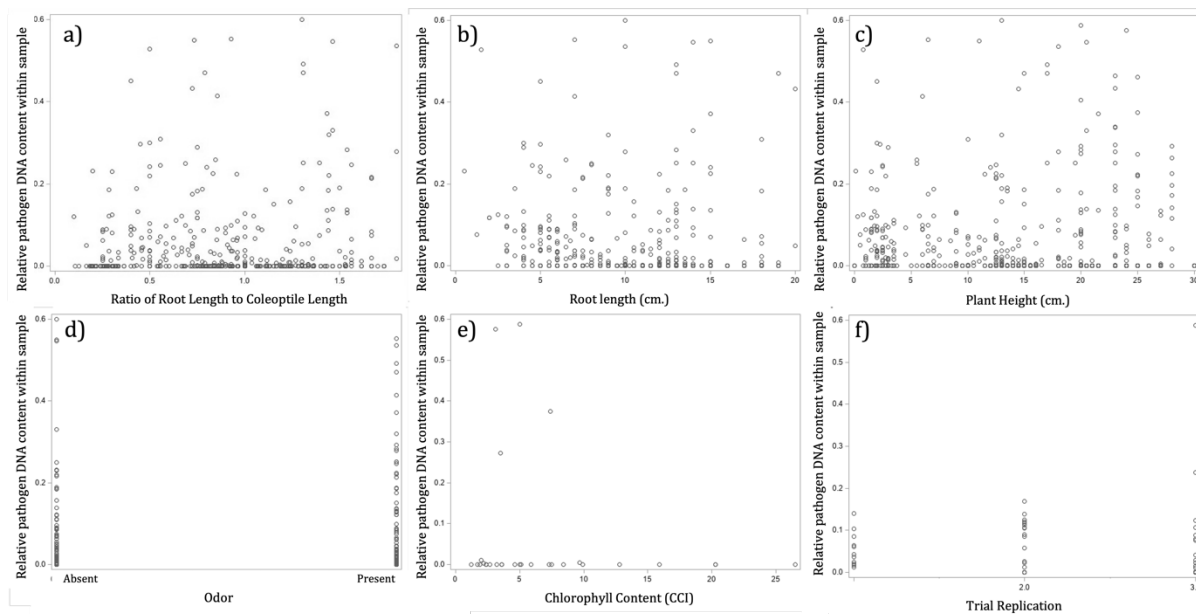 a)
Relative pathogen DNA content within sample
0.6
0.4
0.2
0.0
0.0 0.5 1.0 1.5
Ratio of Root Length to Coleoptile Length
b)
Relative pathogen DNA content within sample
0.6
0.4
0.2
0.0
0 5 10 15 20
Root length (cm.)
c)
Relative pathogen DNA content within sample
0.6
0.4
0.2
0.0
0 5 10 15 20 25 30
Plant Height (cm.)
d)
Relative pathogen DNA content within sample
0.6
0.4
0.2
0.0
Absent Present
Odor
e)
Relative pathogen DNA content within sample
0.6
0.5
0.4
0.3
0.2
0.1
0.0
0 5 10 15 20 25
Chlorophyll Content (CCI)
f)
Relative pathogen DNA content within sample
0.6
0.5
0.4
0.3
0.2
0.1
0.0
2.0 3.
Trial Replication